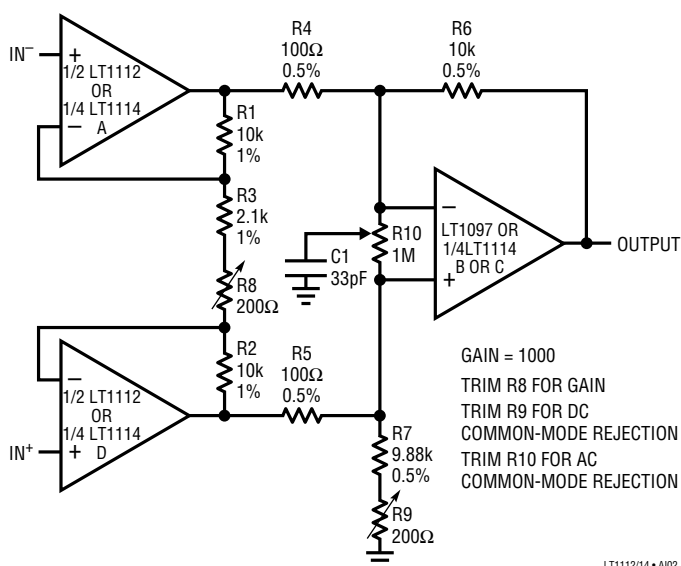 IN–
+
1/2 LT1112
OR
1/4 LT1114
–
A
R1
10k
1%
R3
2.1k
1%
R8
200Ω
R2
10k
1%
–
1/2 LT1112
OR
1/4 LT1114
+
D
IN+
R4
100Ω
0.5%
R6
10k
0.5%
R5
100Ω
0.5%
C1
33pF
R10
1M
–
LT1097 OR
1/4LT1114
B OR C
+
OUTPUT
R7
9.88k
0.5%
R9
200Ω
GAIN = 1000
TRIM R8 FOR GAIN
TRIM R9 FOR DC
COMMON-MODE REJECTION
TRIM R10 FOR AC
COMMON-MODE REJECTION
LT1112/14 • AI02